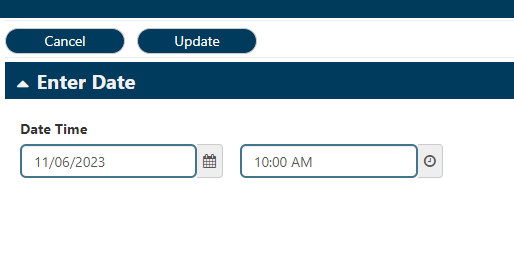 Cancel Update
Enter Date
Date Time
11/06/2023 10:00 AM